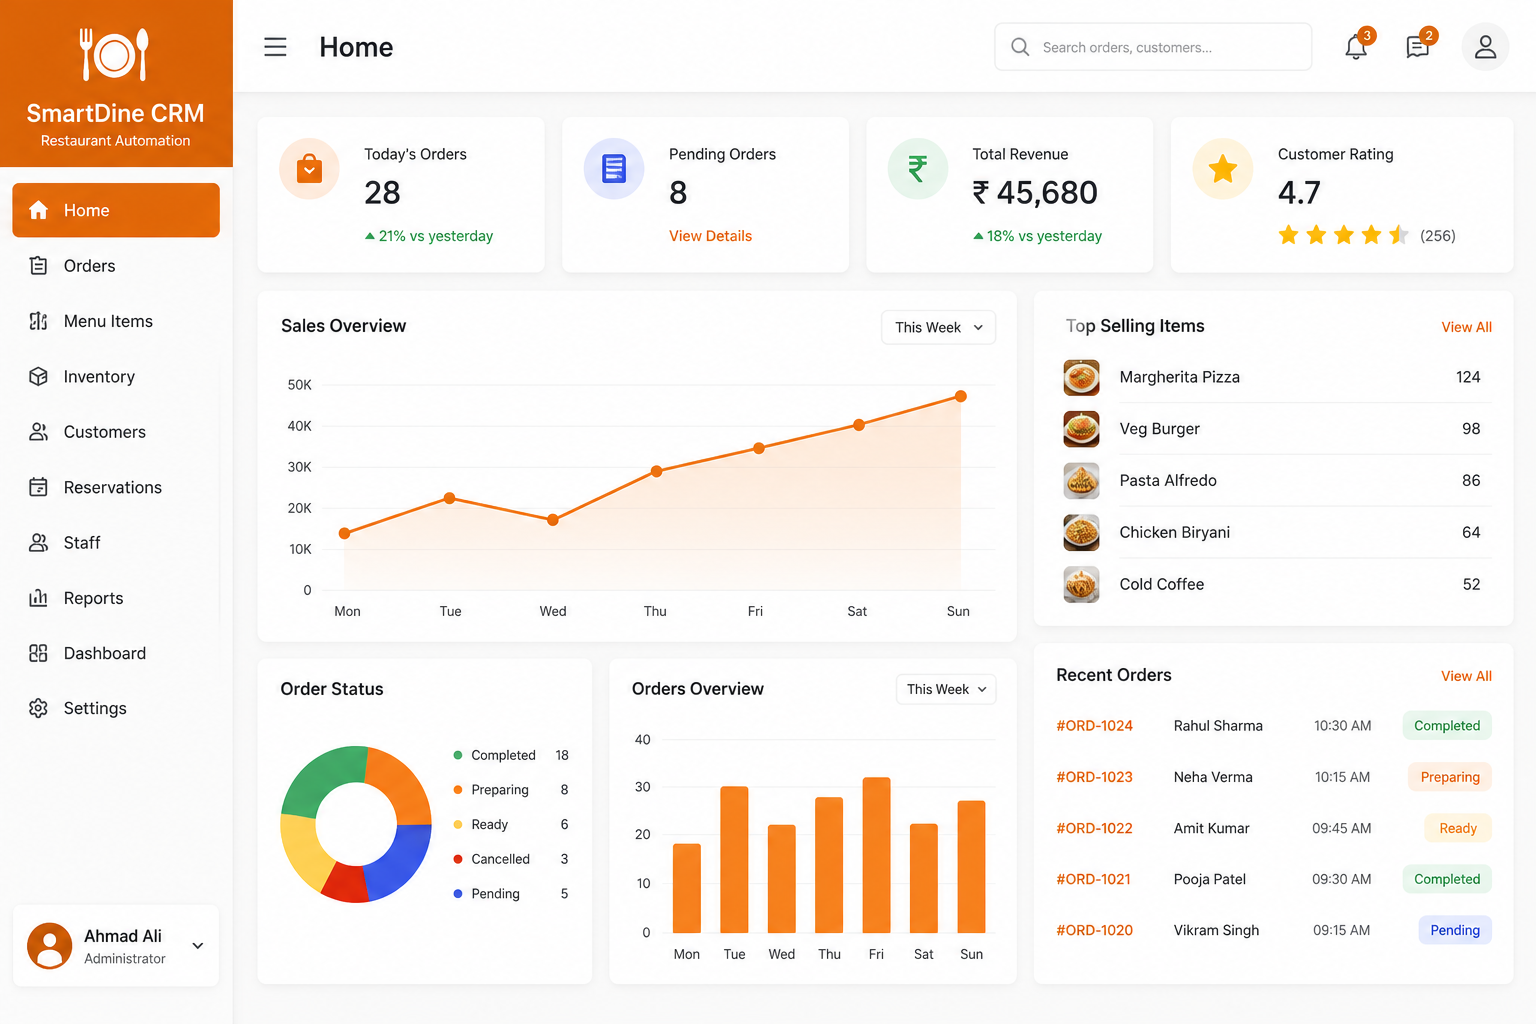 SmartDine CRM
Restaurant Automation
Home
Orders
Menu Items
Inventory
Customers
Reservations
Staff
Reports
Dashboard
Settings
Ahmad Ali
Administrator
Home
Search orders, customers...
3
2
Today's Orders
28
21% vs yesterday
Pending Orders
8
View Details
Total Revenue
₹ 45,680
18% vs yesterday
Customer Rating
4.7
(256)
Sales Overview
This Week
50K
40K
30K
20K
10K
0
Mon Tue Wed Thu Fri Sat Sun
Top Selling Items
View All
Margherita Pizza 124
Veg Burger 98
Pasta Alfredo 86
Chicken Biryani 64
Cold Coffee 52
Order Status
Completed 18
Preparing 8
Ready 6
Cancelled 3
Pending 5
Orders Overview
This Week
40
30
20
10
0
Mon Tue Wed Thu Fri Sat Sun
Recent Orders
View All
#ORD-1024 Rahul Sharma 10:30 AM Completed
#ORD-1023 Neha Verma 10:15 AM Preparing
#ORD-1022 Amit Kumar 09:45 AM Ready
#ORD-1021 Pooja Patel 09:30 AM Completed
#ORD-1020 Vikram Singh 09:15 AM Pending